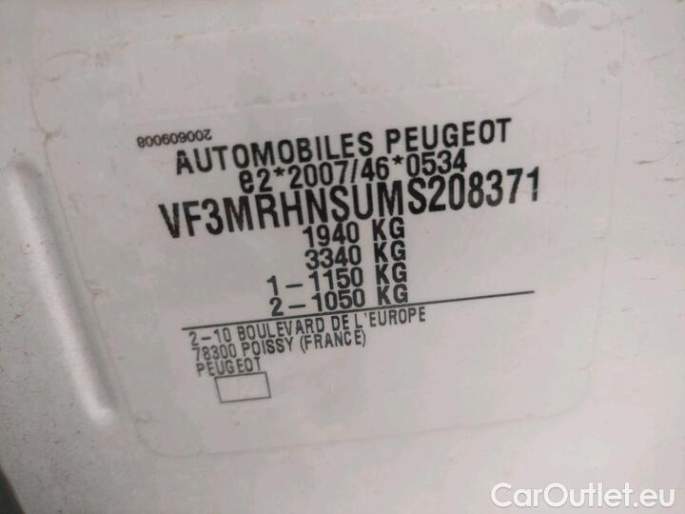 200609008
AUTOMOBILES PEUGEOT
e2*2007/46*0534
VF3MRHNSUMS208371
1940 KG
3340 KG
1-1150 KG
2-1050 KG
2-10 BOULEVARD DE L'EUROPE
78300 POISSY (FRANCE)
PEUGEOT
CarOutlet.eu